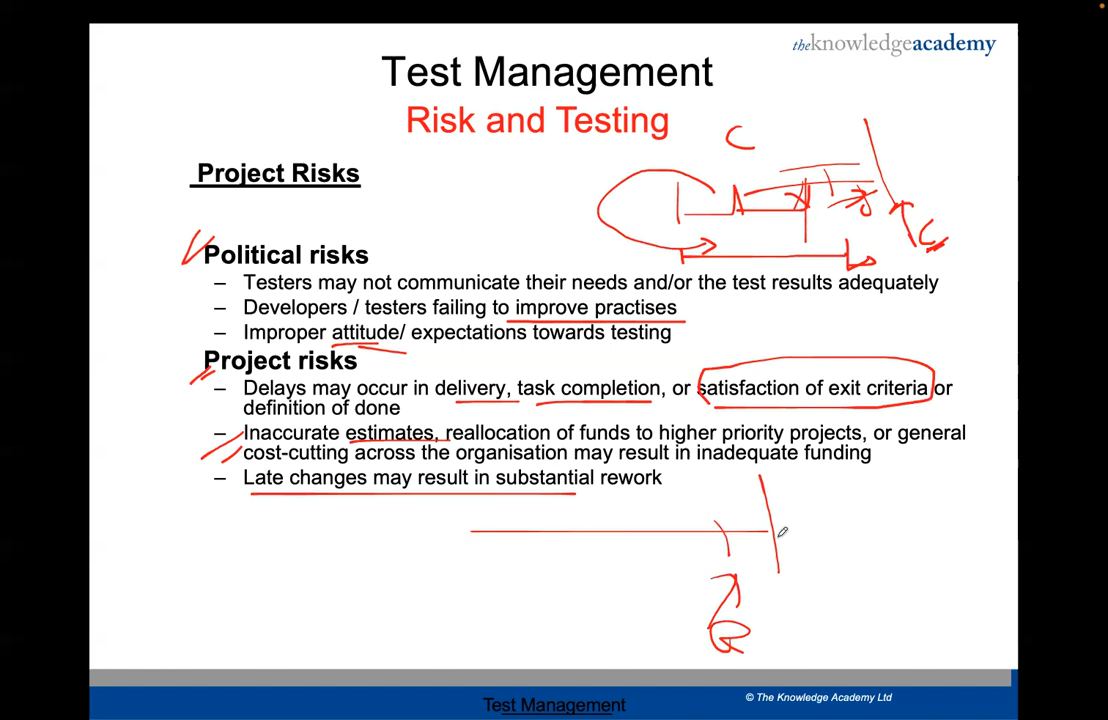 theknowledgeacademy
Test Management
Risk and Testing
C
Project Risks
Political risks
– Testers may not communicate their needs and/or the test results adequately
– Developers / testers failing to improve practises
– Improper attitude/ expectations towards testing
Project risks
– Delays may occur in delivery, task completion, or satisfaction of exit criteria or
definition of done
– Inaccurate estimates, reallocation of funds to higher priority projects, or general
cost-cutting across the organisation may result in inadequate funding
– Late changes may result in substantial rework
Test Management
© The Knowledge Academy Ltd